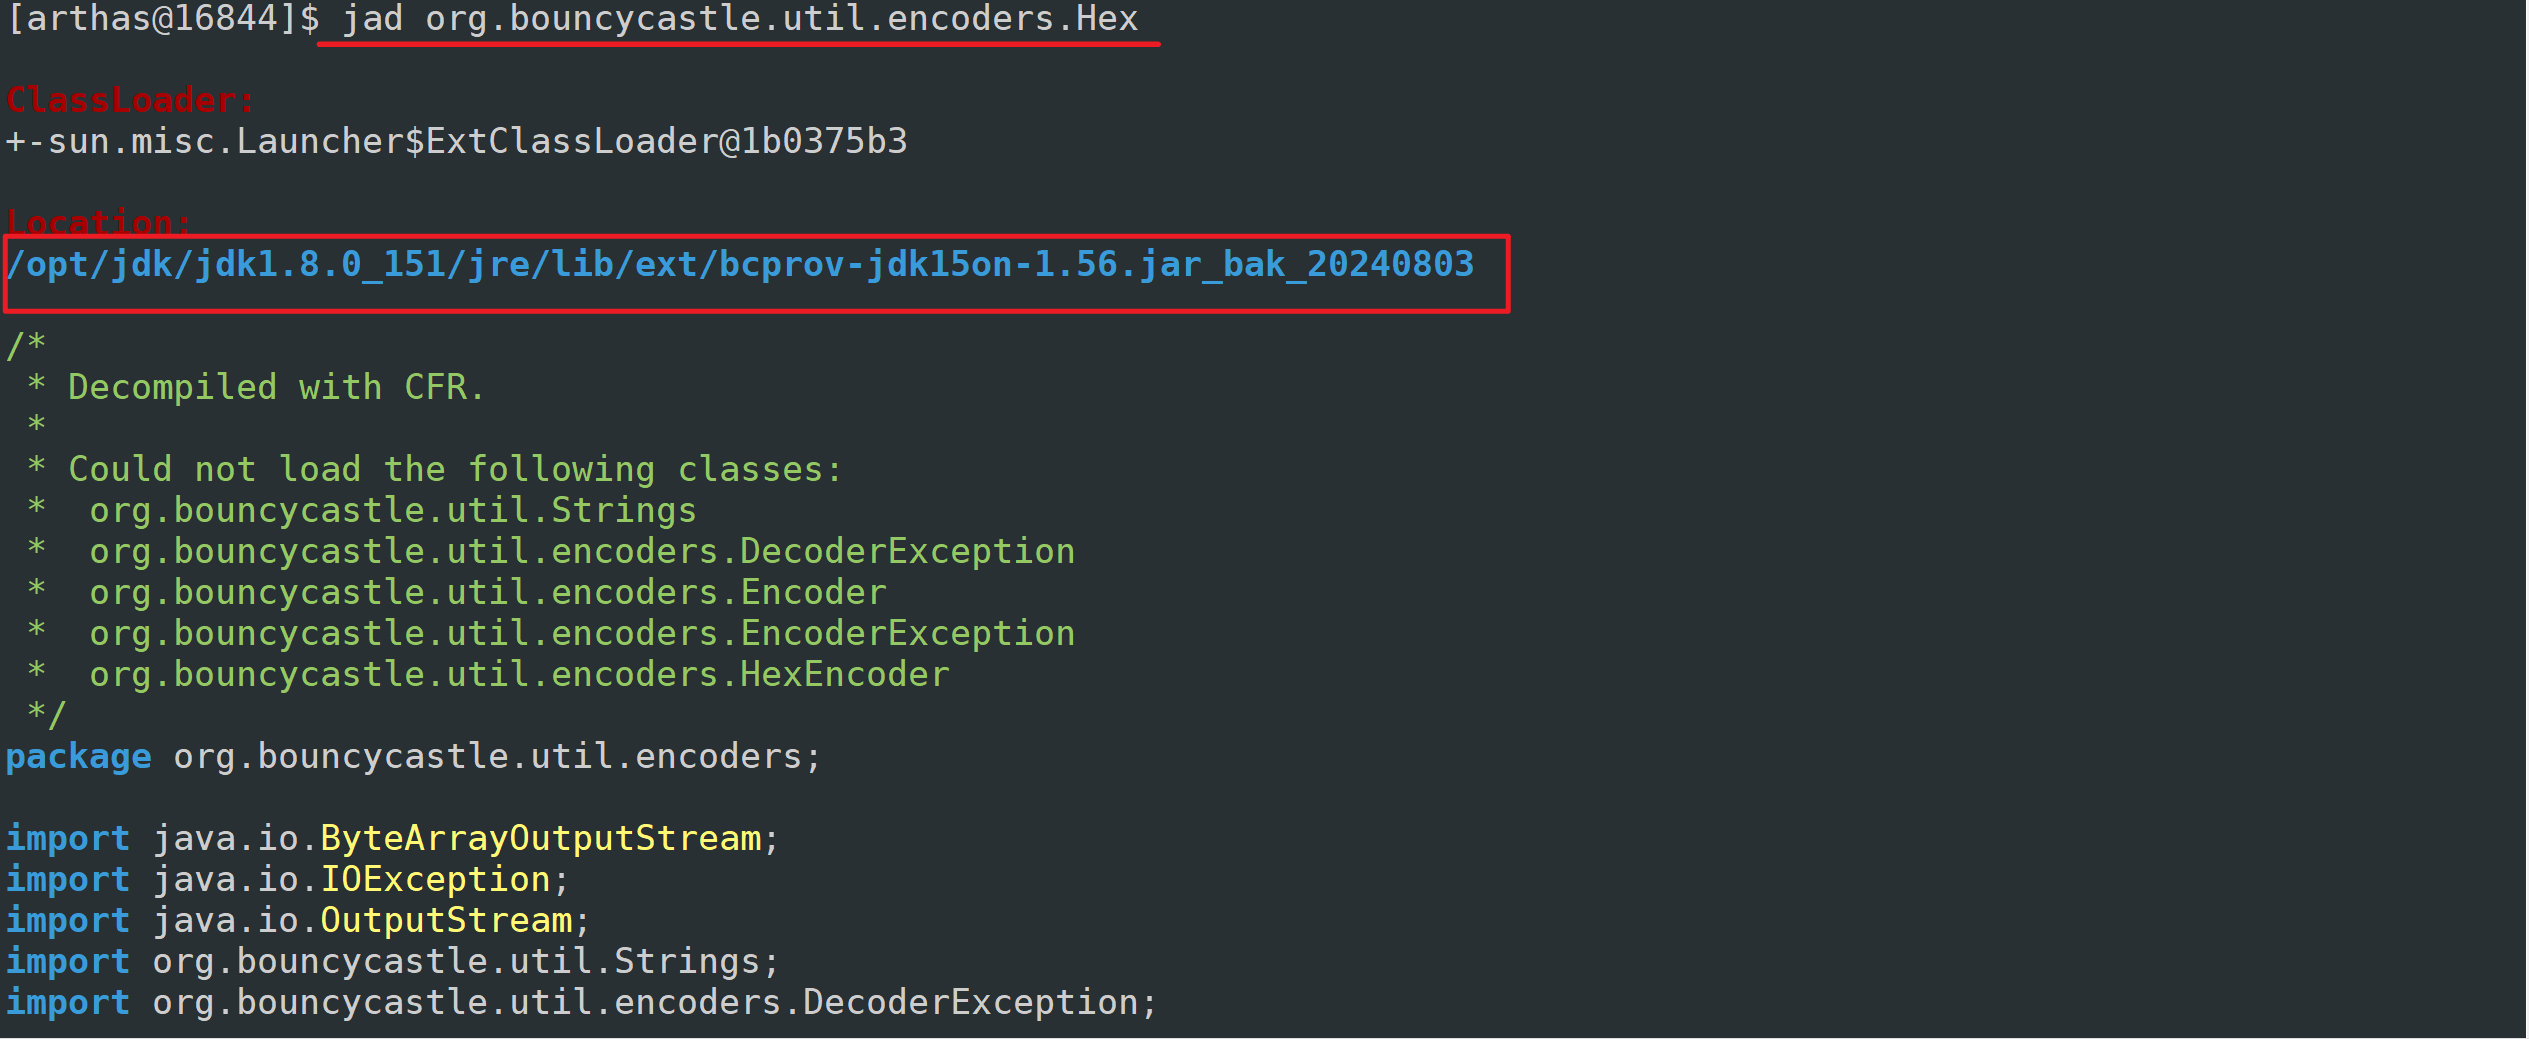 [arthas@16844]$ jad org.bouncycastle.util.encoders.Hex
ClassLoader:
+-sun.misc.Launcher$ExtClassLoader@1b0375b3
Location:
/opt/jdk/jdk1.8.0_151/jre/lib/ext/bcprov-jdk15on-1.56.jar_bak_20240803
/*
 * Decompiled with CFR.
 *
 * Could not load the following classes:
 *  org.bouncycastle.util.Strings
 *  org.bouncycastle.util.encoders.DecoderException
 *  org.bouncycastle.util.encoders.Encoder
 *  org.bouncycastle.util.encoders.EncoderException
 *  org.bouncycastle.util.encoders.HexEncoder
 */
package org.bouncycastle.util.encoders;
import java.io.ByteArrayOutputStream;
import java.io.IOException;
import java.io.OutputStream;
import org.bouncycastle.util.Strings;
import org.bouncycastle.util.encoders.DecoderException;